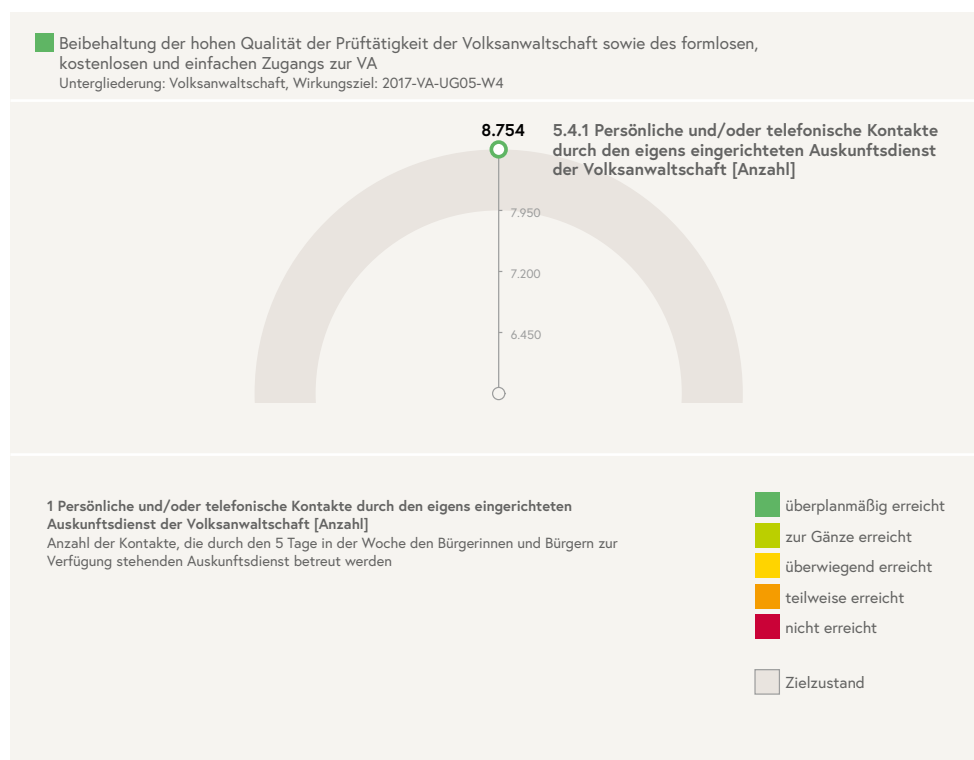 Beibehaltung der hohen Qualität der Prüftätigkeit der Volksanwaltschaft sowie des formlosen,
kostenlosen und einfachen Zugangs zur VA
Untergliederung: Volksanwaltschaft, Wirkungsziel: 2017-VA-UG05-W4
8.754
5.4.1 Persönliche und/oder telefonische Kontakte
durch den eigens eingerichteten Auskunftsdienst
der Volksanwaltschaft [Anzahl]
7.950
7.200
6.450
1 Persönliche und/oder telefonische Kontakte durch den eigens eingerichteten
Auskunftsdienst der Volksanwaltschaft [Anzahl]
Anzahl der Kontakte, die durch den 5 Tage in der Woche den Bürgerinnen und Bürgern zur
Verfügung stehenden Auskunftsdienst betreut werden
überplanmäßig erreicht
zur Gänze erreicht
überwiegend erreicht
teilweise erreicht
nicht erreicht
Zielzustand